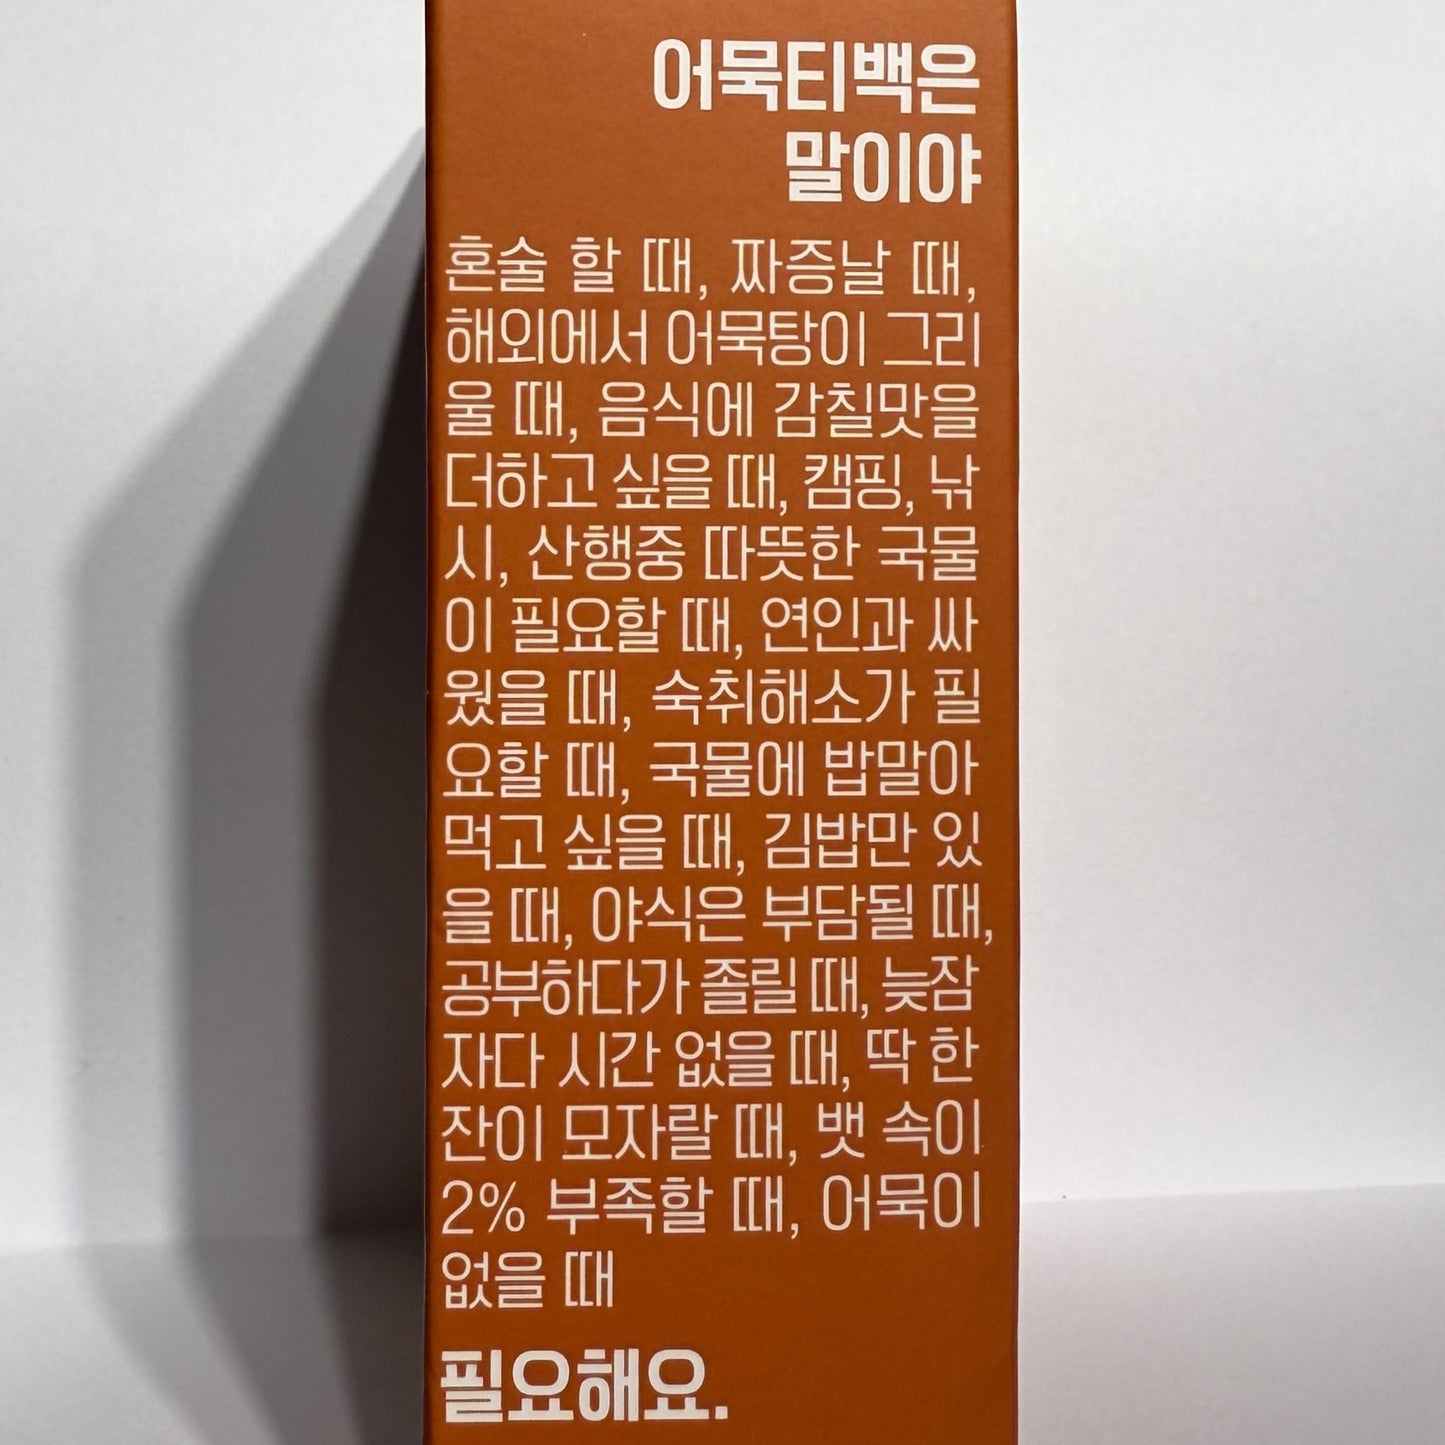 어묵티백은
말이야
혼술 할 때, 짜증날 때,
해외에서 어묵탕이 그리
울 때, 음식에 감칠맛을
더하고 싶을 때, 캠핑, 낚
시, 산행중 따뜻한 국물
이 필요할 때, 연인과 싸
웠을 때, 숙취해소가 필
요할 때, 국물에 밥말아
먹고 싶을 때, 김밥만 있
을 때, 야식은 부담될 때,
공부하다가 졸릴 때, 늦잠
자다 시간 없을 때, 딱 한
잔이 모자랄 때, 뱃 속이
2% 부족할 때, 어묵이
없을 때
필요해요.